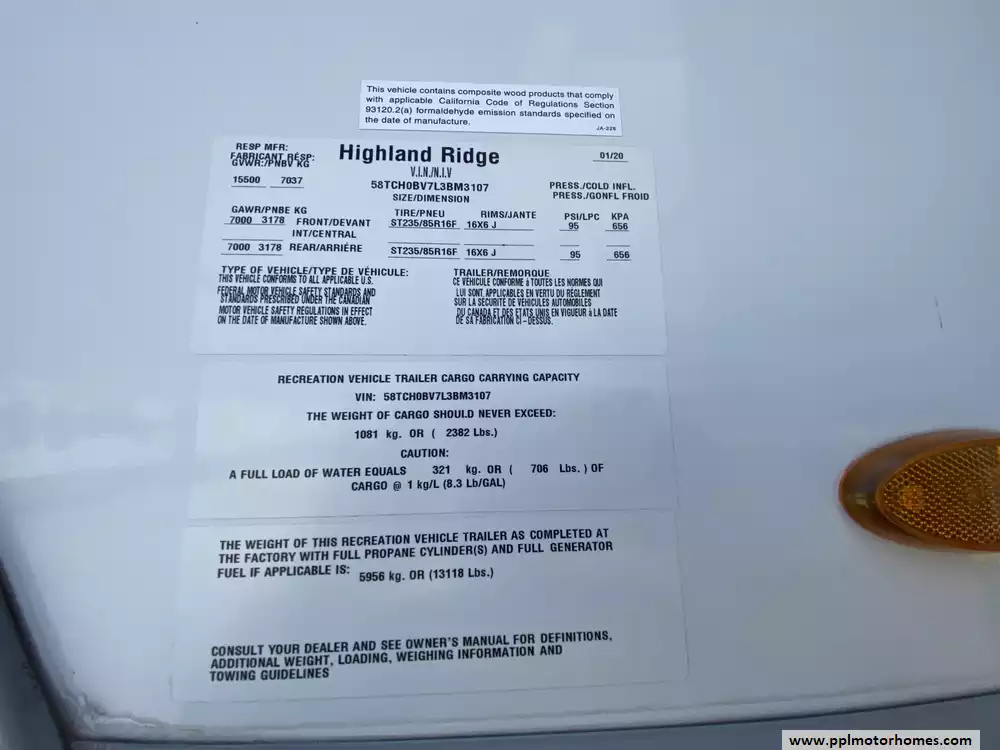 This vehicle contains composite wood products that comply
with applicable California Code of Regulations Section
93120.2(a) formaldehyde emission standards specified on
the date of manufacture.
JA-228
RESP MFR:
FABRICANT RÉSP:
GVWR:/PNBV KG
Highland Ridge
01/20
V.I.N./N.I.V
15500 7037
58TCH0BV7L3BM3107
SIZE/DIMENSION
PRESS./COLD INFL.
PRESS./GONFL FROID
GAWR/PNBE KG TIRE/PNEU RIMS/JANTE PSI/LPC KPA
7000 3178 FRONT/DEVANT ST235/85R16F 16X6 J 95 656
INT/CENTRAL
7000 3178 REAR/ARRIÉRE ST235/85R16F 16X6 J 95 656
TYPE OF VEHICLE/TYPE DE VÉHICULE: TRAILER/REMORQUE
THIS VEHICLE CONFORMS TO ALL APPLICABLE U.S.
FEDERAL MOTOR VEHICLE SAFETY STANDARDS AND
STANDARDS PRESCRIBED UNDER THE CANADIAN
MOTOR VEHICLE SAFETY REGULATIONS IN EFFECT
ON THE DATE OF MANUFACTURE SHOWN ABOVE.
CE VÉHICULE CONFORME à TOUTES LES NORMES QUI
LUI SONT APPLICABLES EN VERTU DU RÉGLEMENT
SUR LA SÉCURITÉ DE VÉHICULES AUTOMOBILES
DU CANADA ET DES ETATS UNIS EN VIGUEUR à LA DATE
DE SA FABRICATION CI-DESSUS.
RECREATION VEHICLE TRAILER CARGO CARRYING CAPACITY
VIN: 58TCH0BV7L3BM3107
THE WEIGHT OF CARGO SHOULD NEVER EXCEED:
1081 kg. OR ( 2382 Lbs.)
CAUTION:
A FULL LOAD OF WATER EQUALS 321 kg. OR ( 706 Lbs. ) OF
CARGO @ 1 kg/L (8.3 Lb/GAL)
THE WEIGHT OF THIS RECREATION VEHICLE TRAILER AS COMPLETED AT
THE FACTORY WITH FULL PROPANE CYLINDER(S) AND FULL GENERATOR
FUEL IF APPLICABLE IS: 5956 kg. OR (13118 Lbs.)
CONSULT YOUR DEALER AND SEE OWNER'S MANUAL FOR DEFINITIONS,
ADDITIONAL WEIGHT, LOADING, WEIGHING INFORMATION AND
TOWING GUIDELINES
www.pplmotorhomes.com